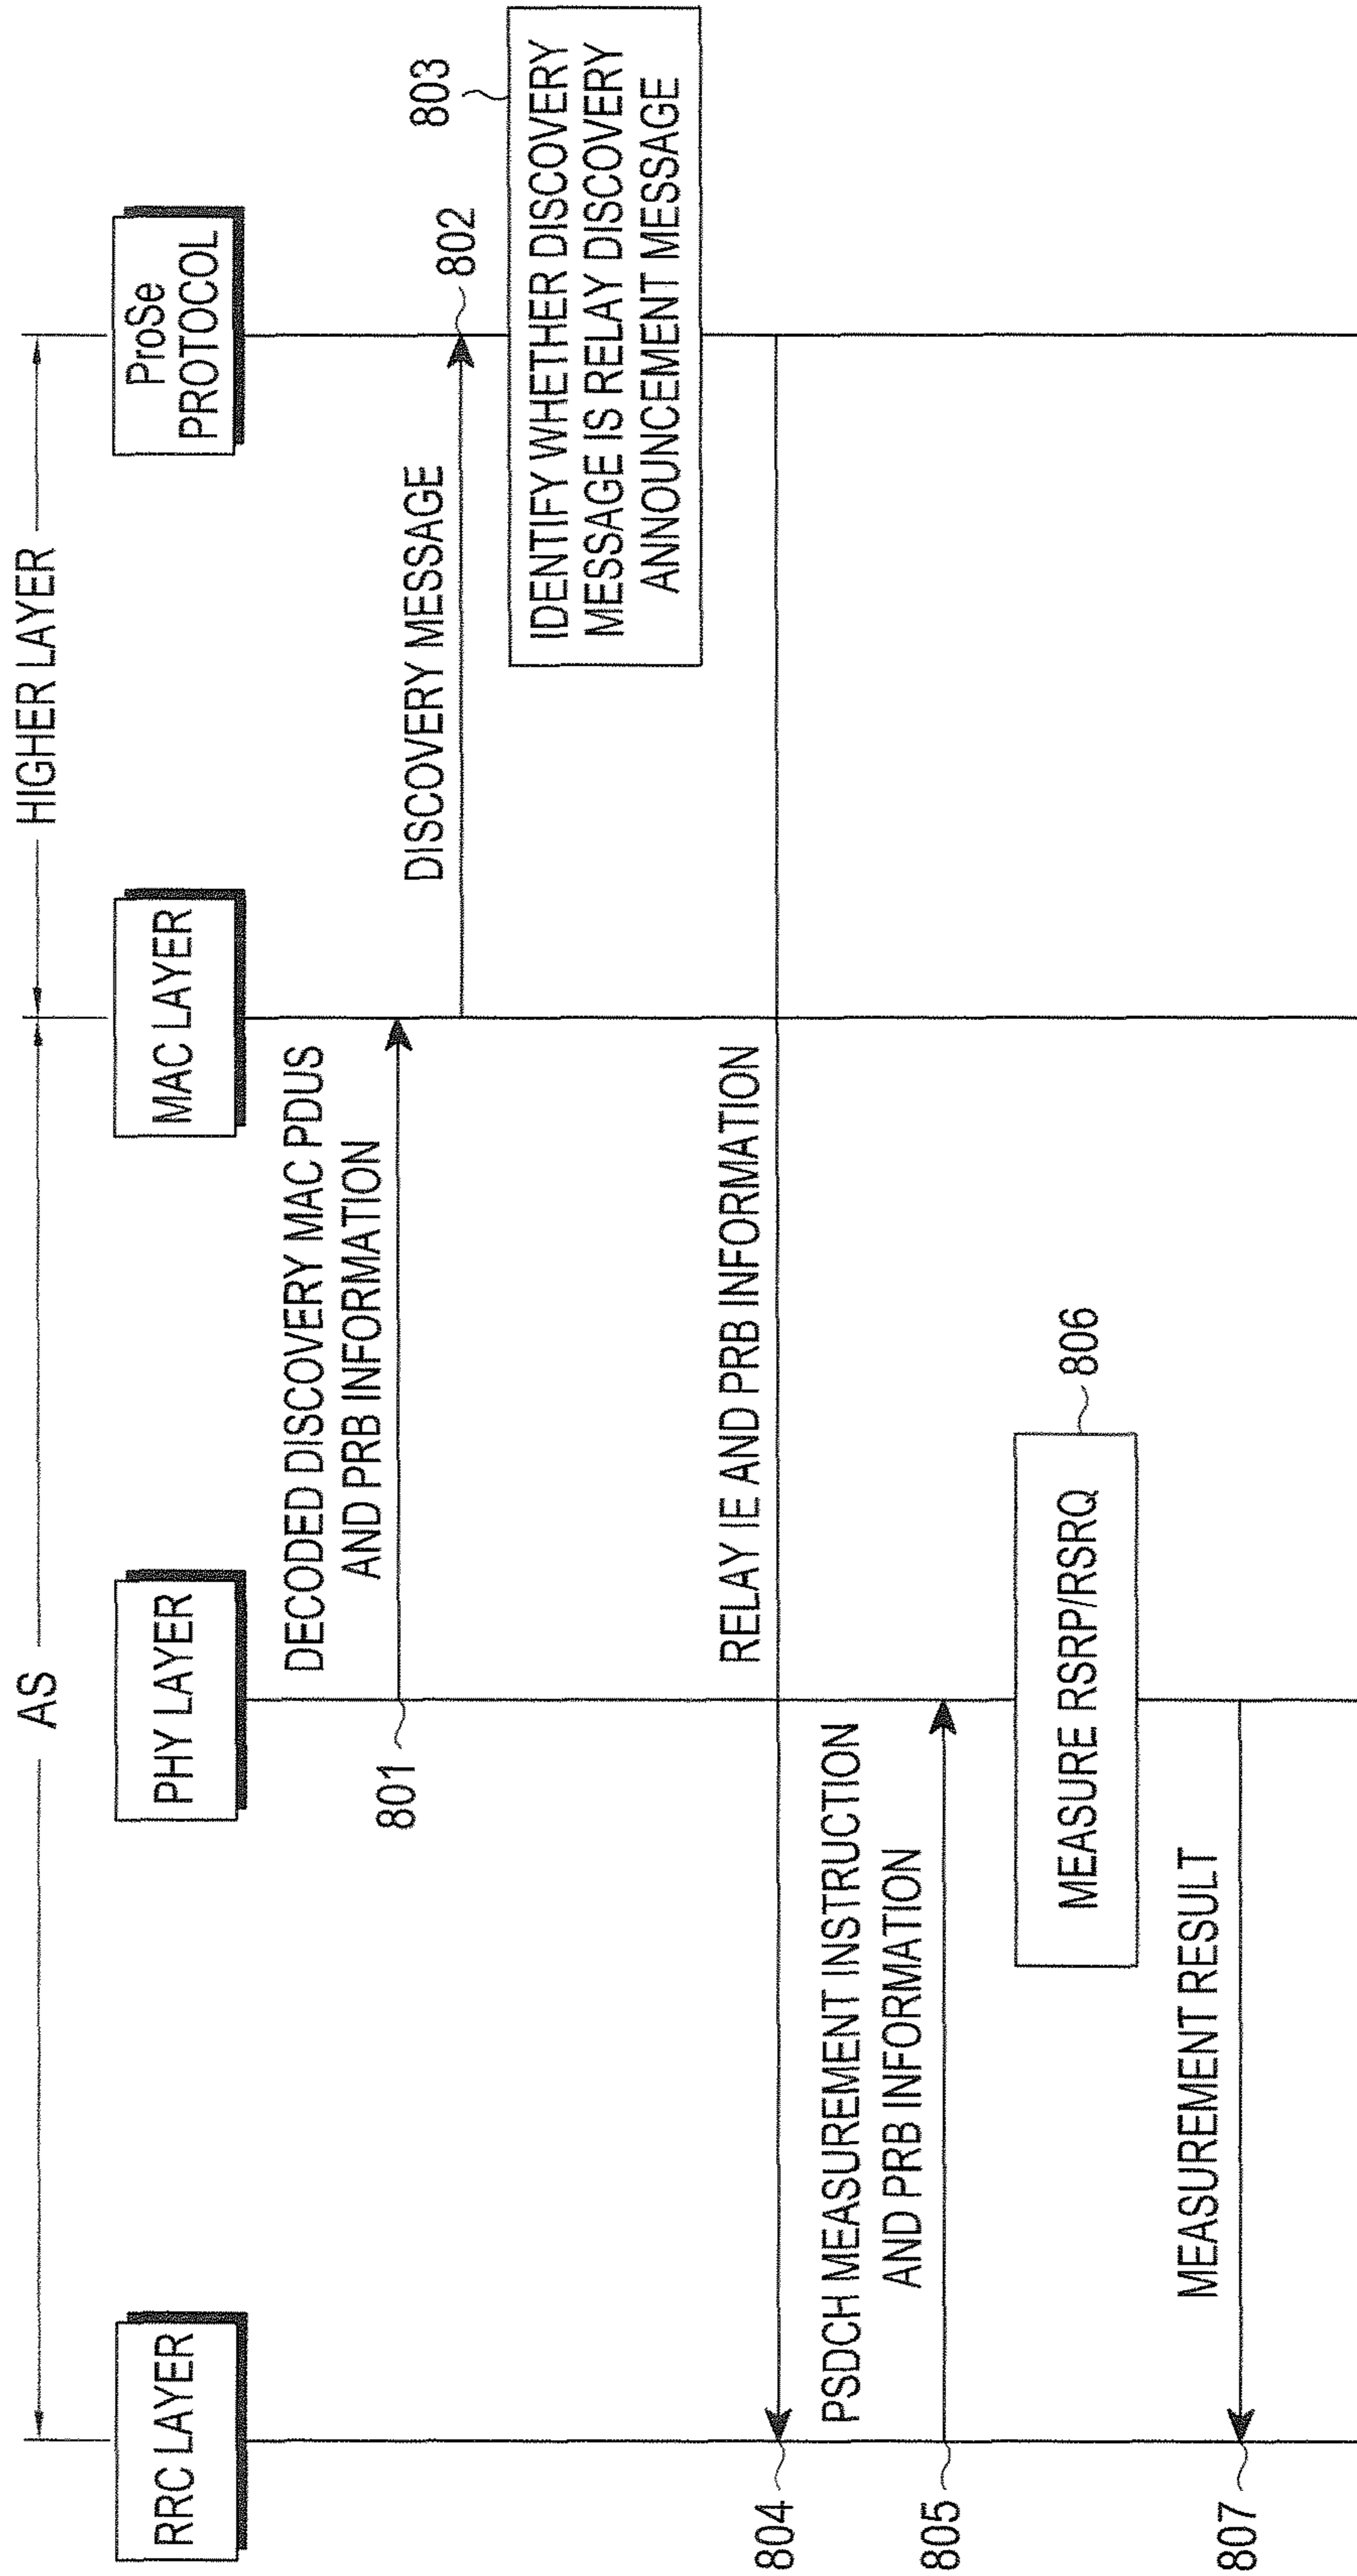 AS
HIGHER LAYER
RRC LAYER
PHY LAYER
MAC LAYER
ProSe
PROTOCOL
DECODED DISCOVERY MAC PDUS
AND PRB INFORMATION
801
DISCOVERY MESSAGE
802
803
IDENTIFY WHETHER DISCOVERY
MESSAGE IS RELAY DISCOVERY
ANNOUNCEMENT MESSAGE
RELAY IE AND PRB INFORMATION
804
PSDCH MEASUREMENT INSTRUCTION
AND PRB INFORMATION
805
MEASURE RSRP/RSRQ
806
MEASUREMENT RESULT
807